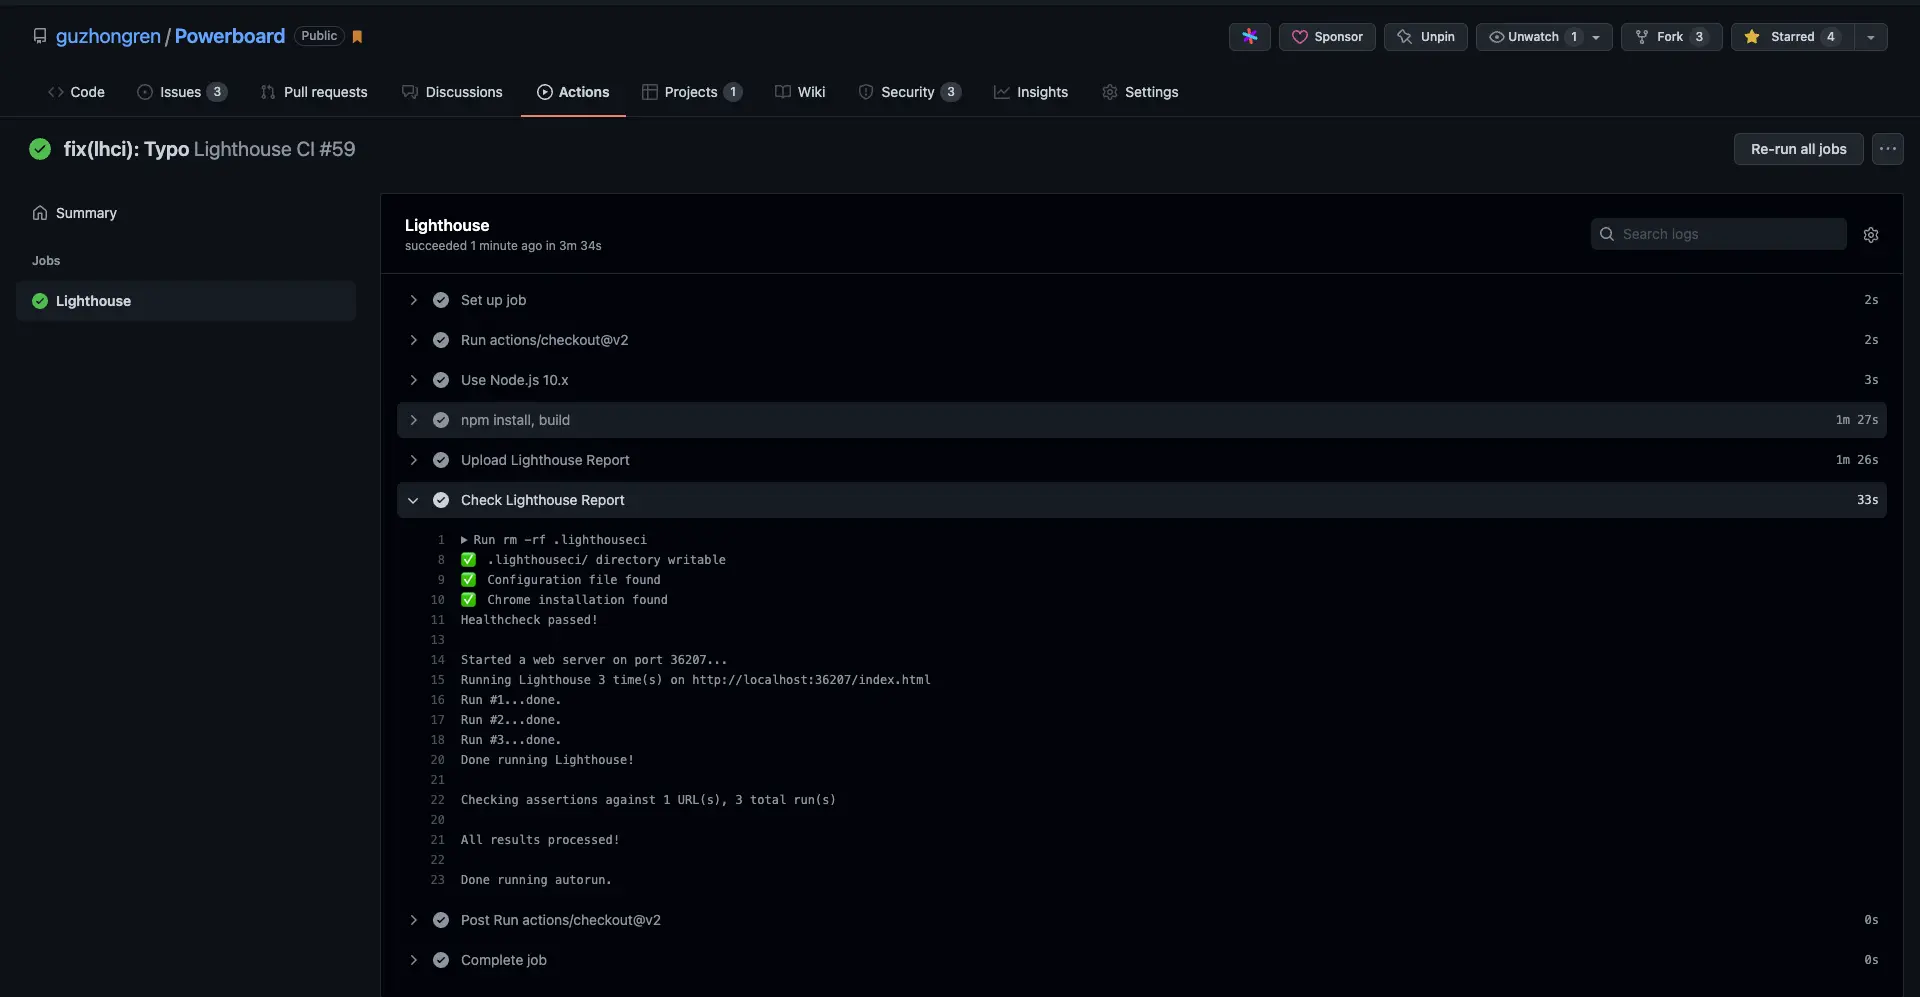 guzhongren / Powerboard Public
Sponsor Unpin Unwatch 1 Fork 3 Starred 4
Code Issues 3 Pull requests Discussions Actions Projects 1 Wiki Security 3 Insights Settings
fix(lhci): Typo Lighthouse CI #59
Re-run all jobs ...
Summary
Jobs
Lighthouse
Lighthouse
succeeded 1 minute ago in 3m 34s
Search logs
Set up job 2s
Run actions/checkout@v2 2s
Use Node.js 10.x 3s
npm install, build 1m 27s
Upload Lighthouse Report 1m 26s
Check Lighthouse Report 33s
1 ▶ Run rm -rf .lighthouseci
8 ✅ .lighthouseci/ directory writable
9 ✅ Configuration file found
10 ✅ Chrome installation found
11 Healthcheck passed!
13
14 Started a web server on port 36207...
15 Running Lighthouse 3 time(s) on http://localhost:36207/index.html
16 Run #1...done.
17 Run #2...done.
18 Run #3...done.
20 Done running Lighthouse!
21
22 Checking assertions against 1 URL(s), 3 total run(s)
20
21 All results processed!
22
23 Done running autorun.
Post Run actions/checkout@v2 0s
Complete job 0s